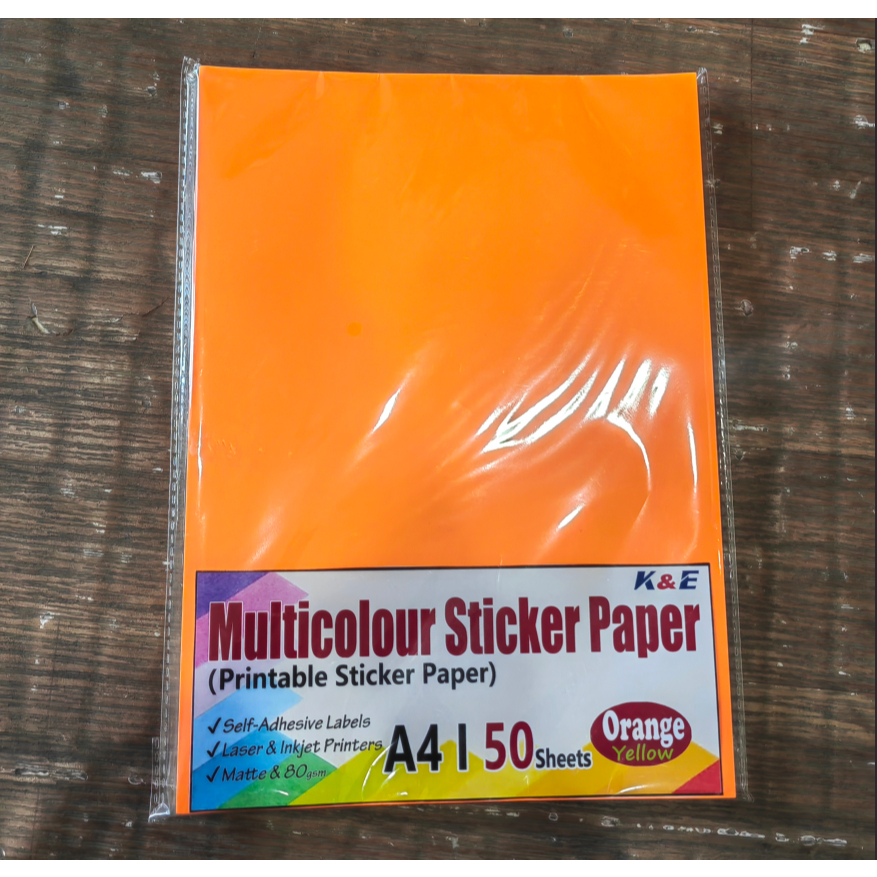 K&E
Multicolour Sticker Paper
(Printable Sticker Paper)
✓ Self-Adhesive Labels
✓ Laser & Inkjet Printers
✓ Matte & 80gsm
A4 | 50 Sheets
Orange
Yellow